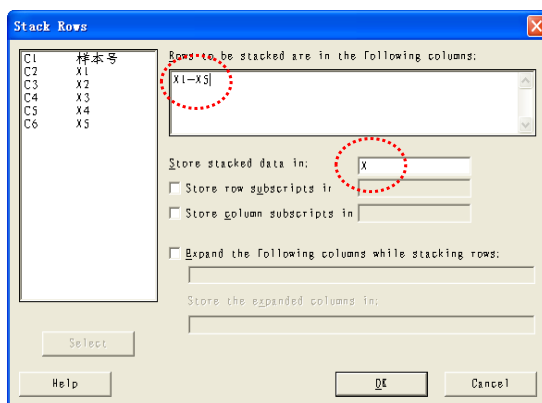 Stack Rows
C1 样本号
C2 X1
C3 X2
C4 X3
C5 X4
C6 X5
Rows to be stacked are in the following columns:
X1-X5
Store stacked data in:
X
Store row subscripts in
Store column subscripts in
Expand the following columns while stacking rows:
Store the expanded columns in:
Select
Help
OK
Cancel